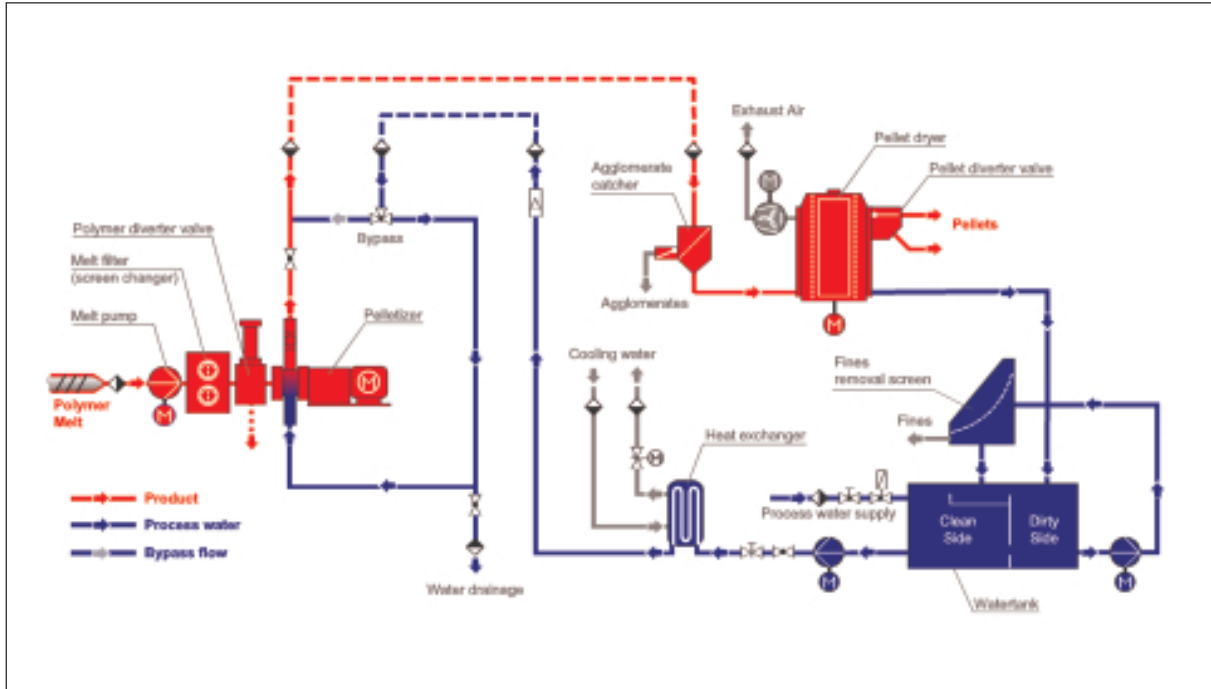 Exhaust Air
Pellet dryer
Agglomerate
catcher
Pellet diverter valve
Pellets
Bypass
Polymer diverter valve
Melt filter
(screen changer)
Melt pump
Pelletizer
Agglomerates
M
M
Cooling water
Fines
removal screen
Polymer
Melt
M
M
Fines
Heat exchanger
M
Product
Process water
Bypass flow
Process water supply
Clean
Side
Dirty
Side
Water drainage
M
M
Watertank